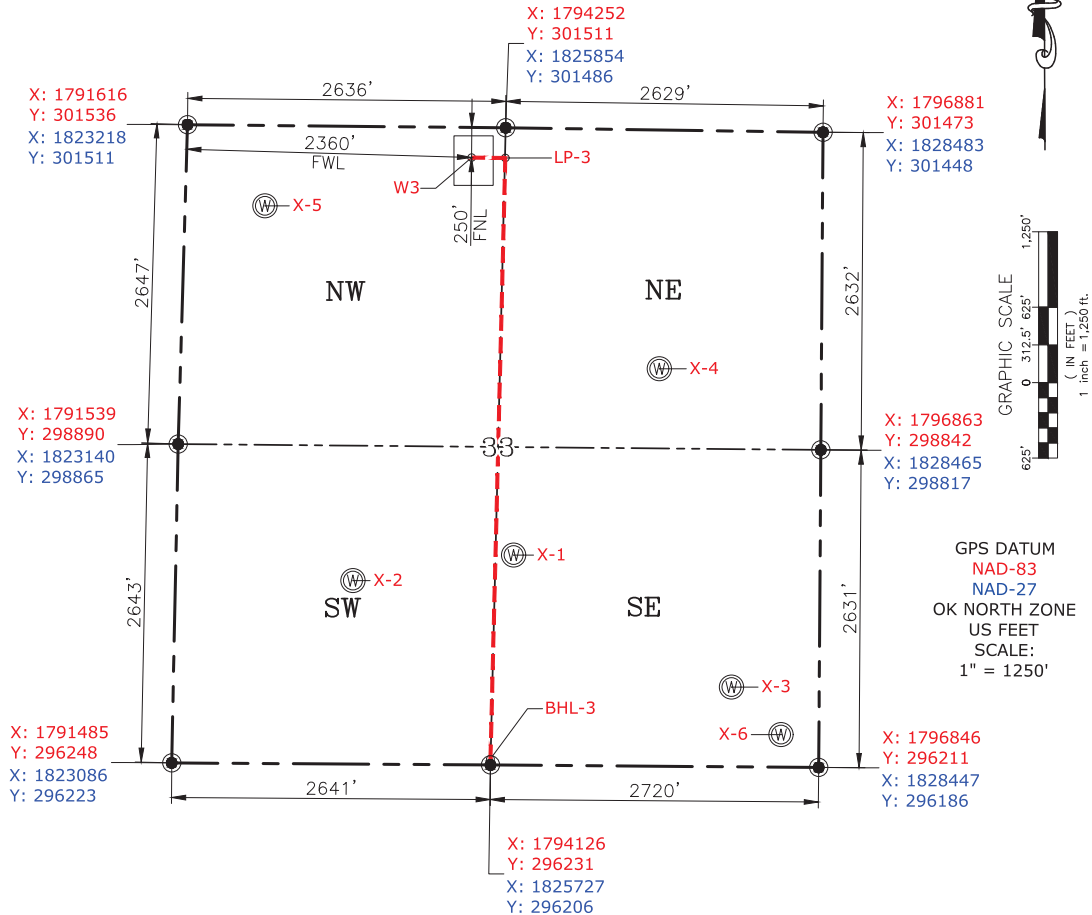 X: 1794252
Y: 301511
X: 1825854
Y: 301486
X: 1791616
Y: 301536
X: 1823218
Y: 301511
2636'
2629'
X: 1796881
Y: 301473
X: 1828483
Y: 301448
2360'
FWL
LP-3
W3
250'
FNL
W X-5
2647'
NW
NE
2632'
W X-4
GRAPHIC SCALE
1,250'
625'
312.5'
0
625'
( IN FEET )
1 inch = 1,250 ft.
X: 1791539
Y: 298890
X: 1823140
Y: 298865
33
X: 1796863
Y: 298842
X: 1828465
Y: 298817
W X-1
W X-2
2643'
SW
SE
2631'
GPS DATUM
NAD-83
NAD-27
OK NORTH ZONE
US FEET
SCALE:
1" = 1250'
W X-3
BHL-3
X-6 W
X: 1791485
Y: 296248
X: 1823086
Y: 296223
X: 1796846
Y: 296211
X: 1828447
Y: 296186
2641'
2720'
X: 1794126
Y: 296231
X: 1825727
Y: 296206